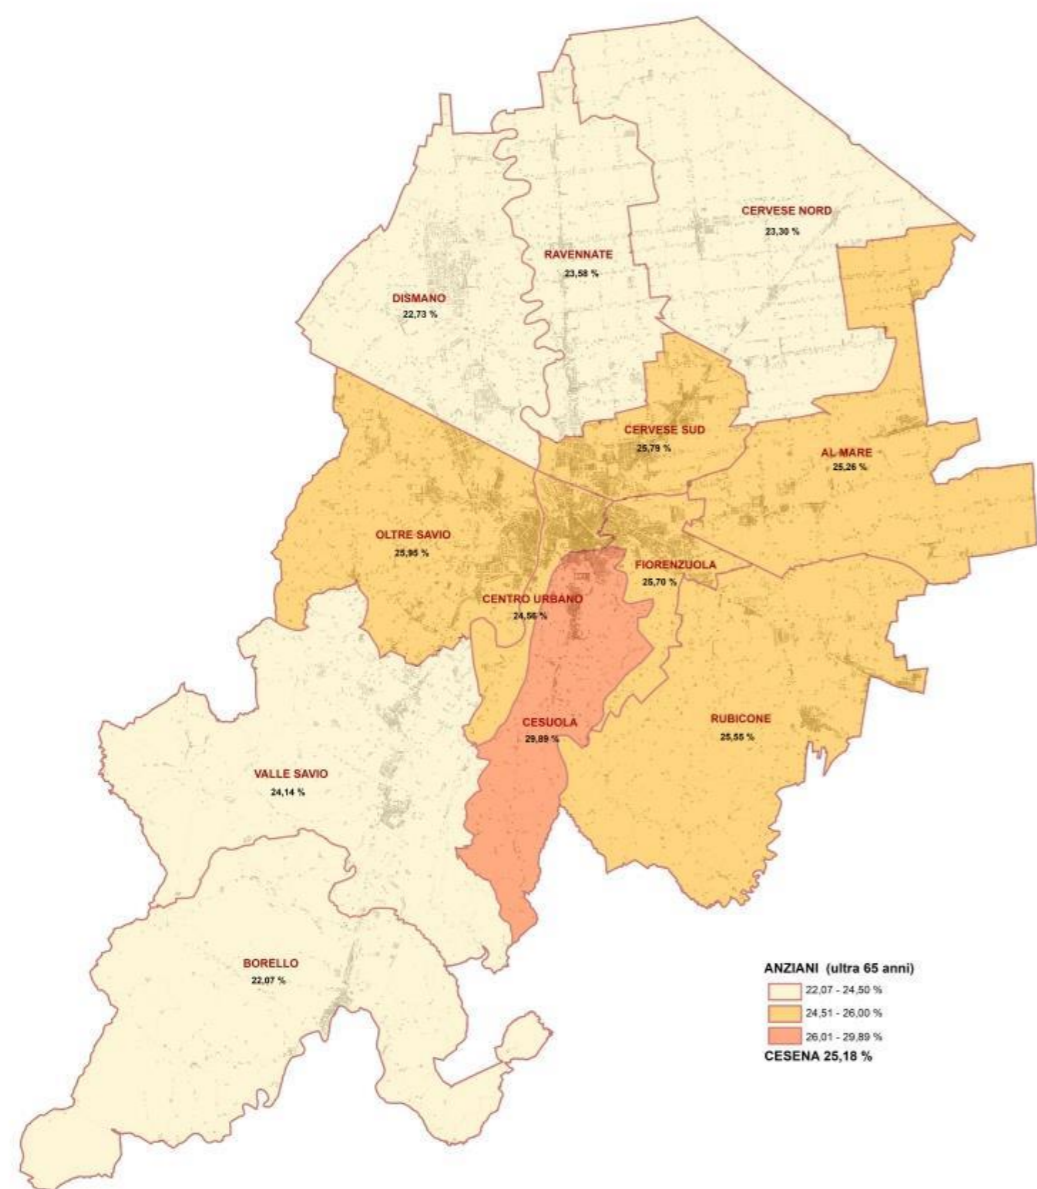 CERVESE NORD
23,30 %
RAVENNATE
23,58 %
DISMANO
22,73 %
CERVESE SUD
25,79 %
AL MARE
25,26 %
OLTRE SAVIO
25,95 %
FIORENZUOLA
25,70 %
CENTRO URBANO
24,56 %
CESUOLA
29,89 %
RUBICONE
25,55 %
VALLE SAVIO
24,14 %
BORELLO
22,07 %
ANZIANI (ultra 65 anni)
22,07 - 24,50 %
24,51 - 26,00 %
26,01 - 29,89 %
CESENA 25,18 %